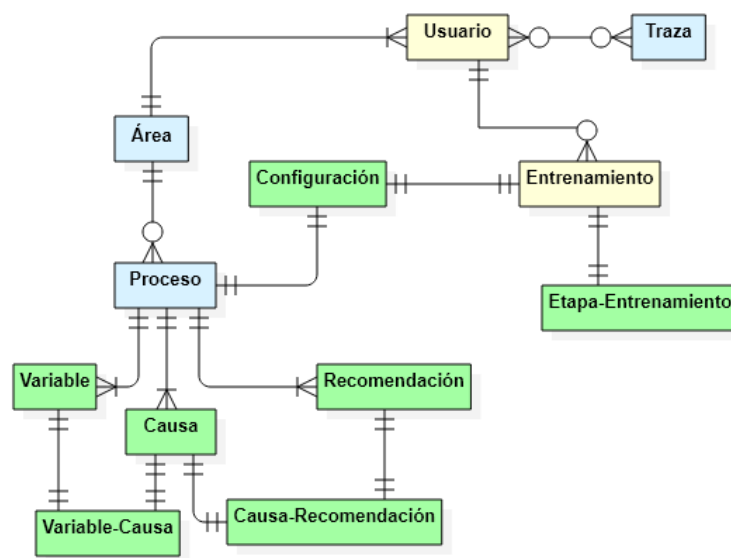 Usuario
Traza
Área
Configuración
Entrenamiento
Proceso
Etapa-Entrenamiento
Variable
Recomendación
Causa
Variable-Causa
Causa-Recomendación